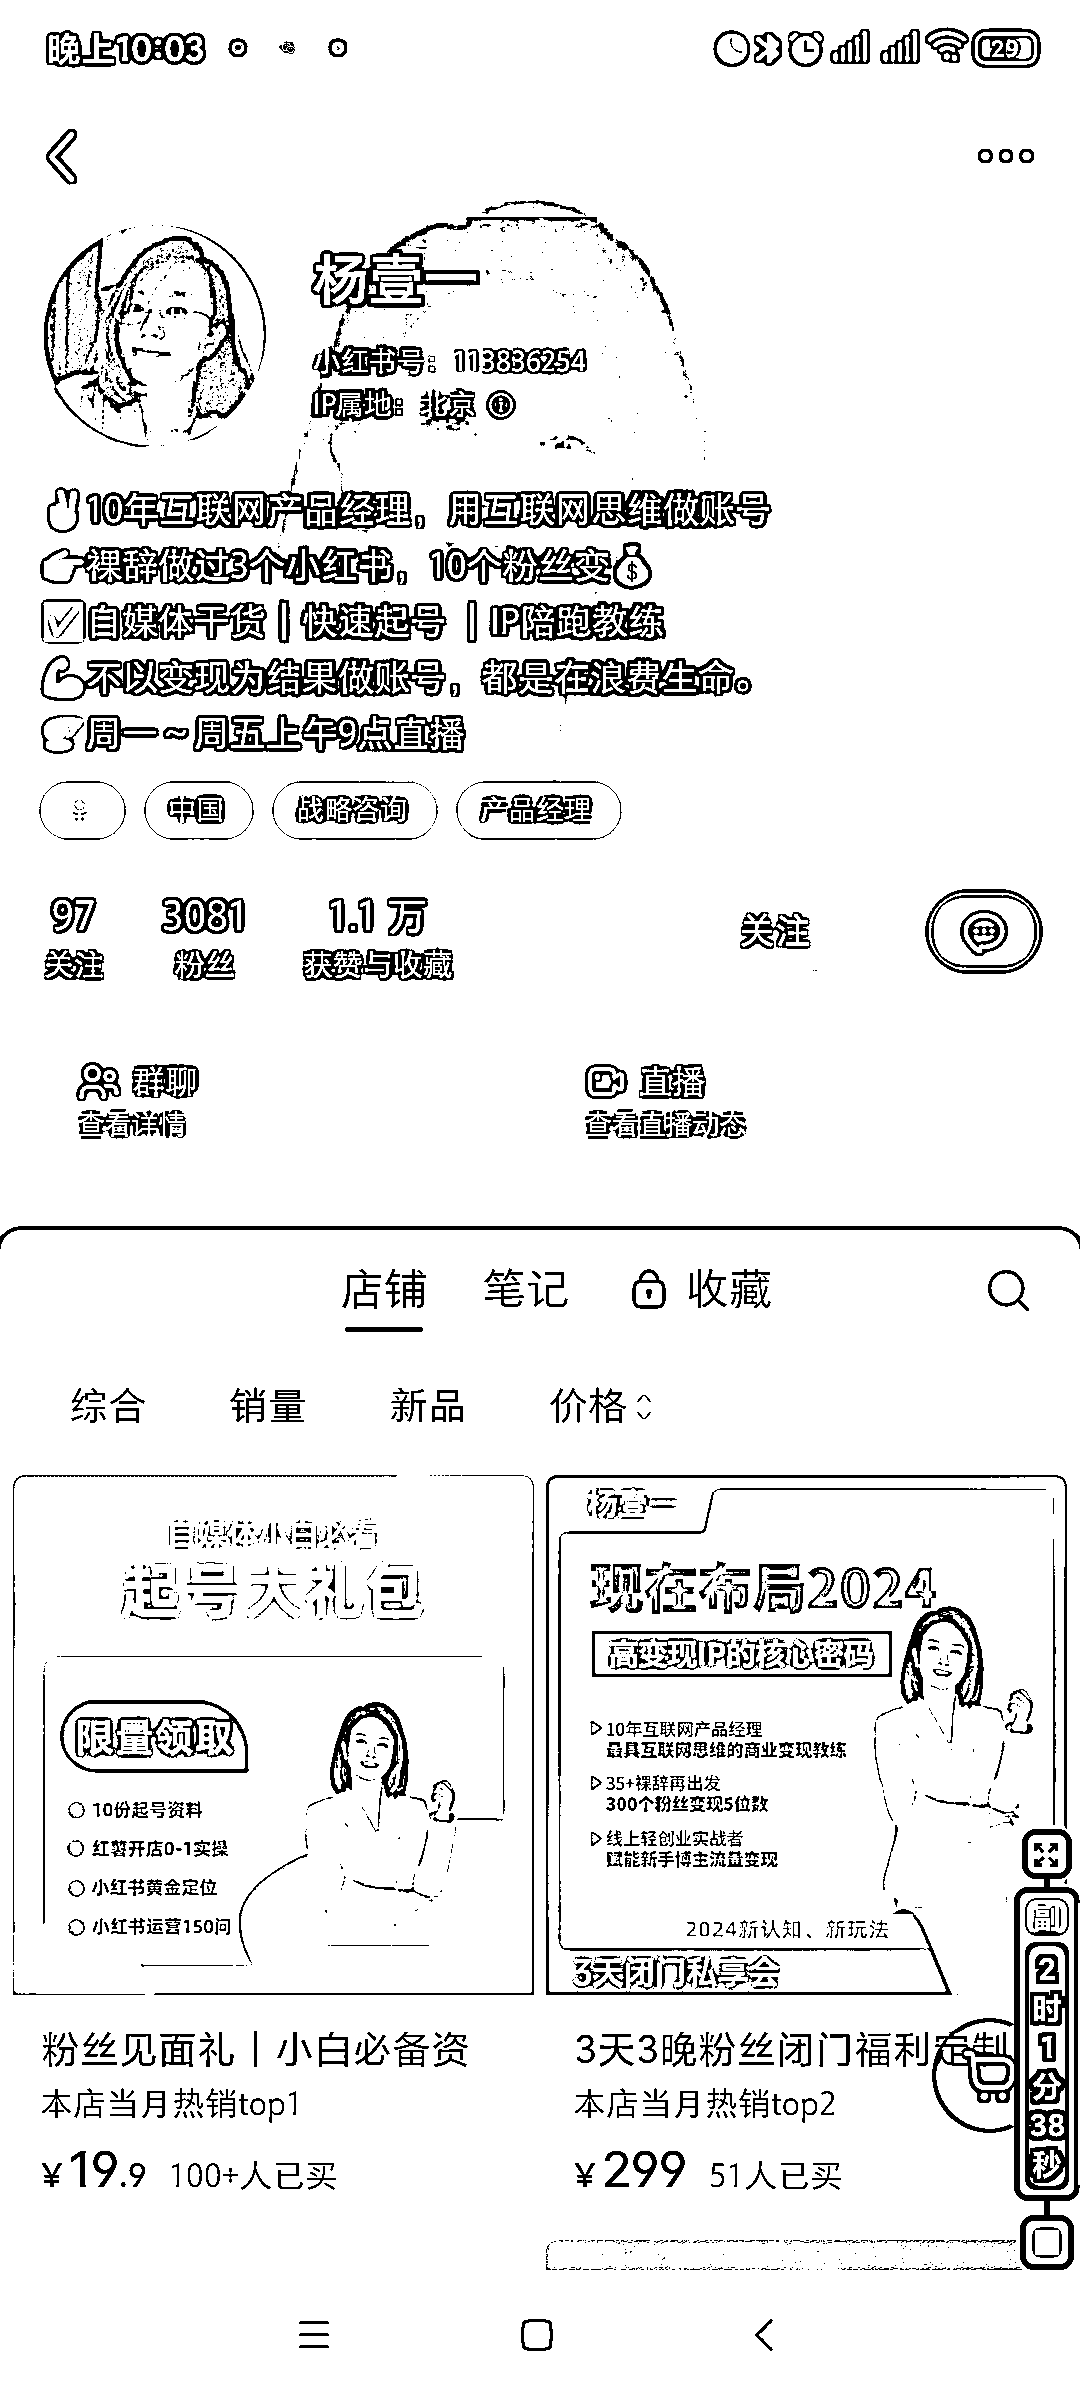 晚上10:03
29
杨壹一
小红书号：113836254
IP属地：北京
10年互联网产品经理，用互联网思维做账号
裸辞做过3个小红书，10个粉丝变
自媒体干货｜快速起号 ｜IP陪跑教练
不以变现为结果做账号，都是在浪费生命。
周一~周五上午9点直播
中国 战略咨询 产品经理
97 3081 1.1万
关注 粉丝 获赞与收藏
关注
群聊 直播
查看详情 查看直播动态
店铺 笔记 收藏
综合 销量 新品 价格
自媒体小白必看
起号大礼包
限量领取
10份起号资料
红薯开店0-1实操
小红书黄金定位
小红书运营150问
粉丝见面礼｜小白必备资
本店当月热销top1
¥19.9 100+人已买
杨壹一
现在布局2024
高变现IP的核心密码
10年互联网产品经理
最具互联网思维的商业变现教练
35+裸辞再出发
300个粉丝变现5位数
线上轻创业实战者
赋能新手博主流量变现
2024新认知、新玩法
3天闭门私享会
3天3晚粉丝闭门福利定制
本店当月热销top2
¥299 51人已买
副
2
时
1
分
38
秒